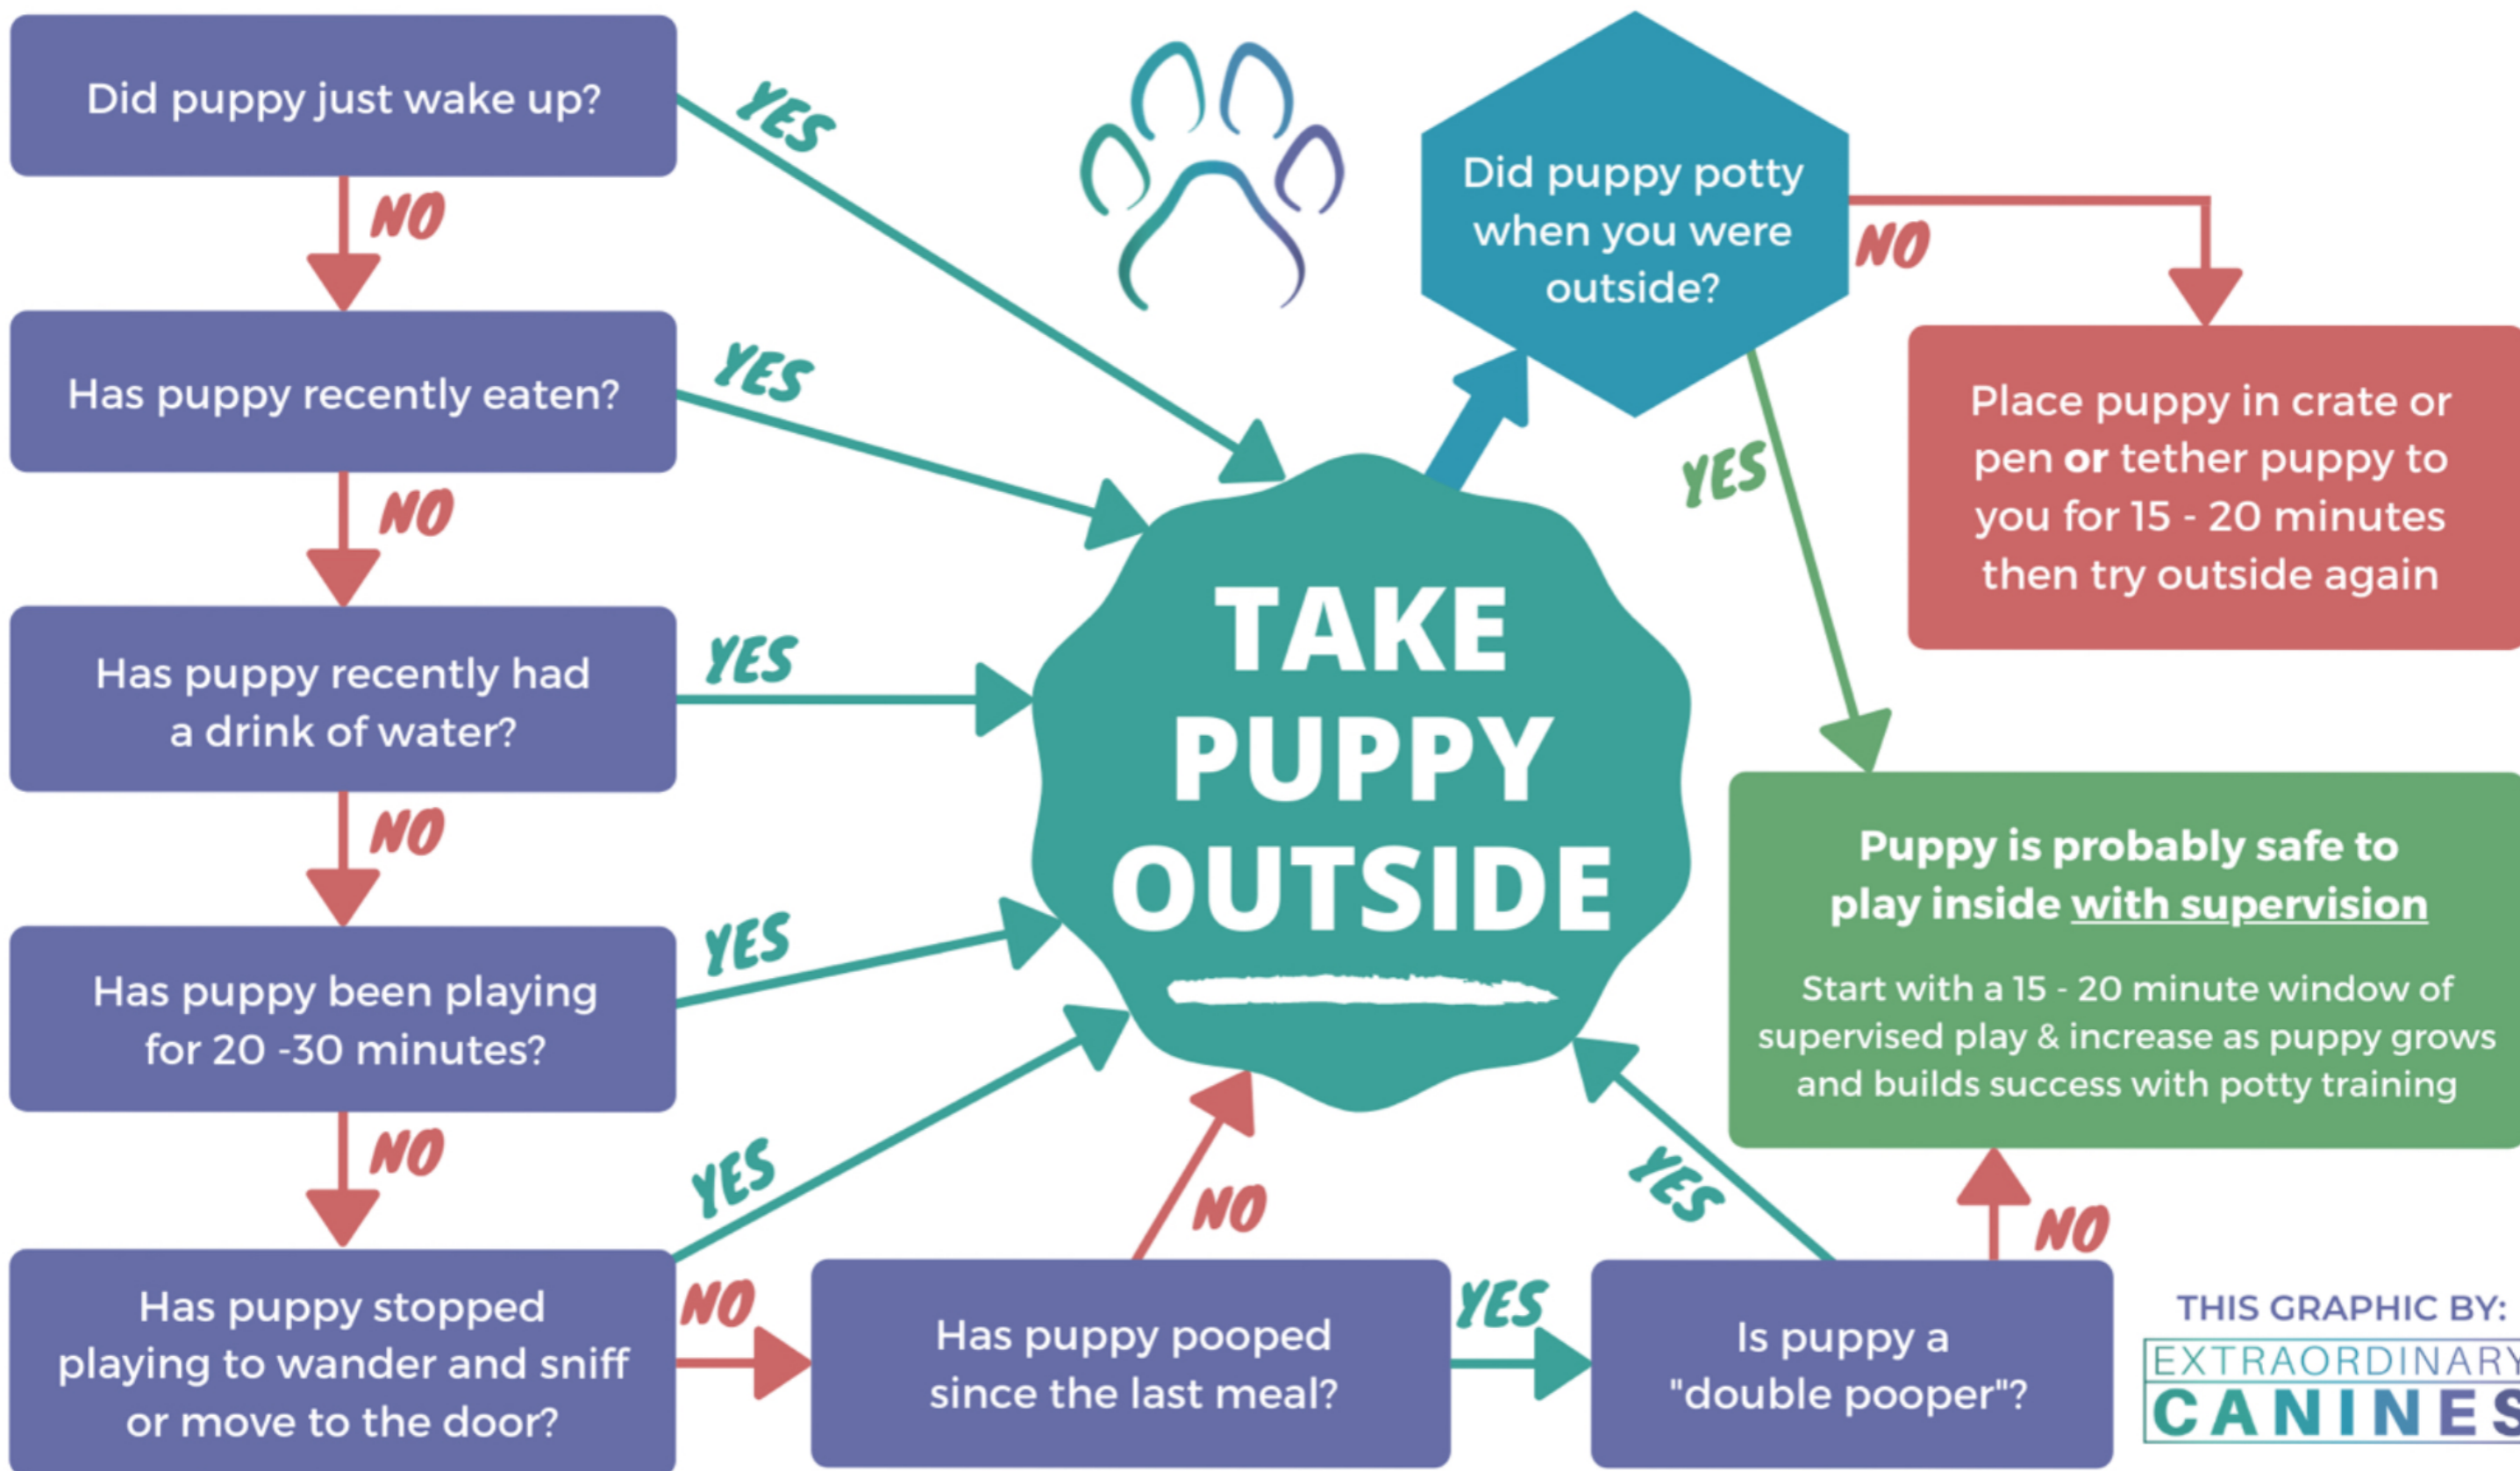 Did puppy just wake up?
YES
NO
Has puppy recently eaten?
YES
NO
Has puppy recently had
a drink of water?
YES
NO
Has puppy been playing
for 20 -30 minutes?
YES
NO
Has puppy stopped
playing to wander and sniff
or move to the door?
YES
NO
Has puppy pooped
since the last meal?
NO
YES
Is puppy a
"double pooper"?
YES
NO
TAKE
PUPPY
OUTSIDE
Did puppy potty
when you were
outside?
NO
YES
Place puppy in crate or
pen or tether puppy to
you for 15 - 20 minutes
then try outside again
Puppy is probably safe to
play inside with supervision
Start with a 15 - 20 minute window of
supervised play & increase as puppy grows
and builds success with potty training
THIS GRAPHIC BY:
EXTRAORDINARY
CANINES